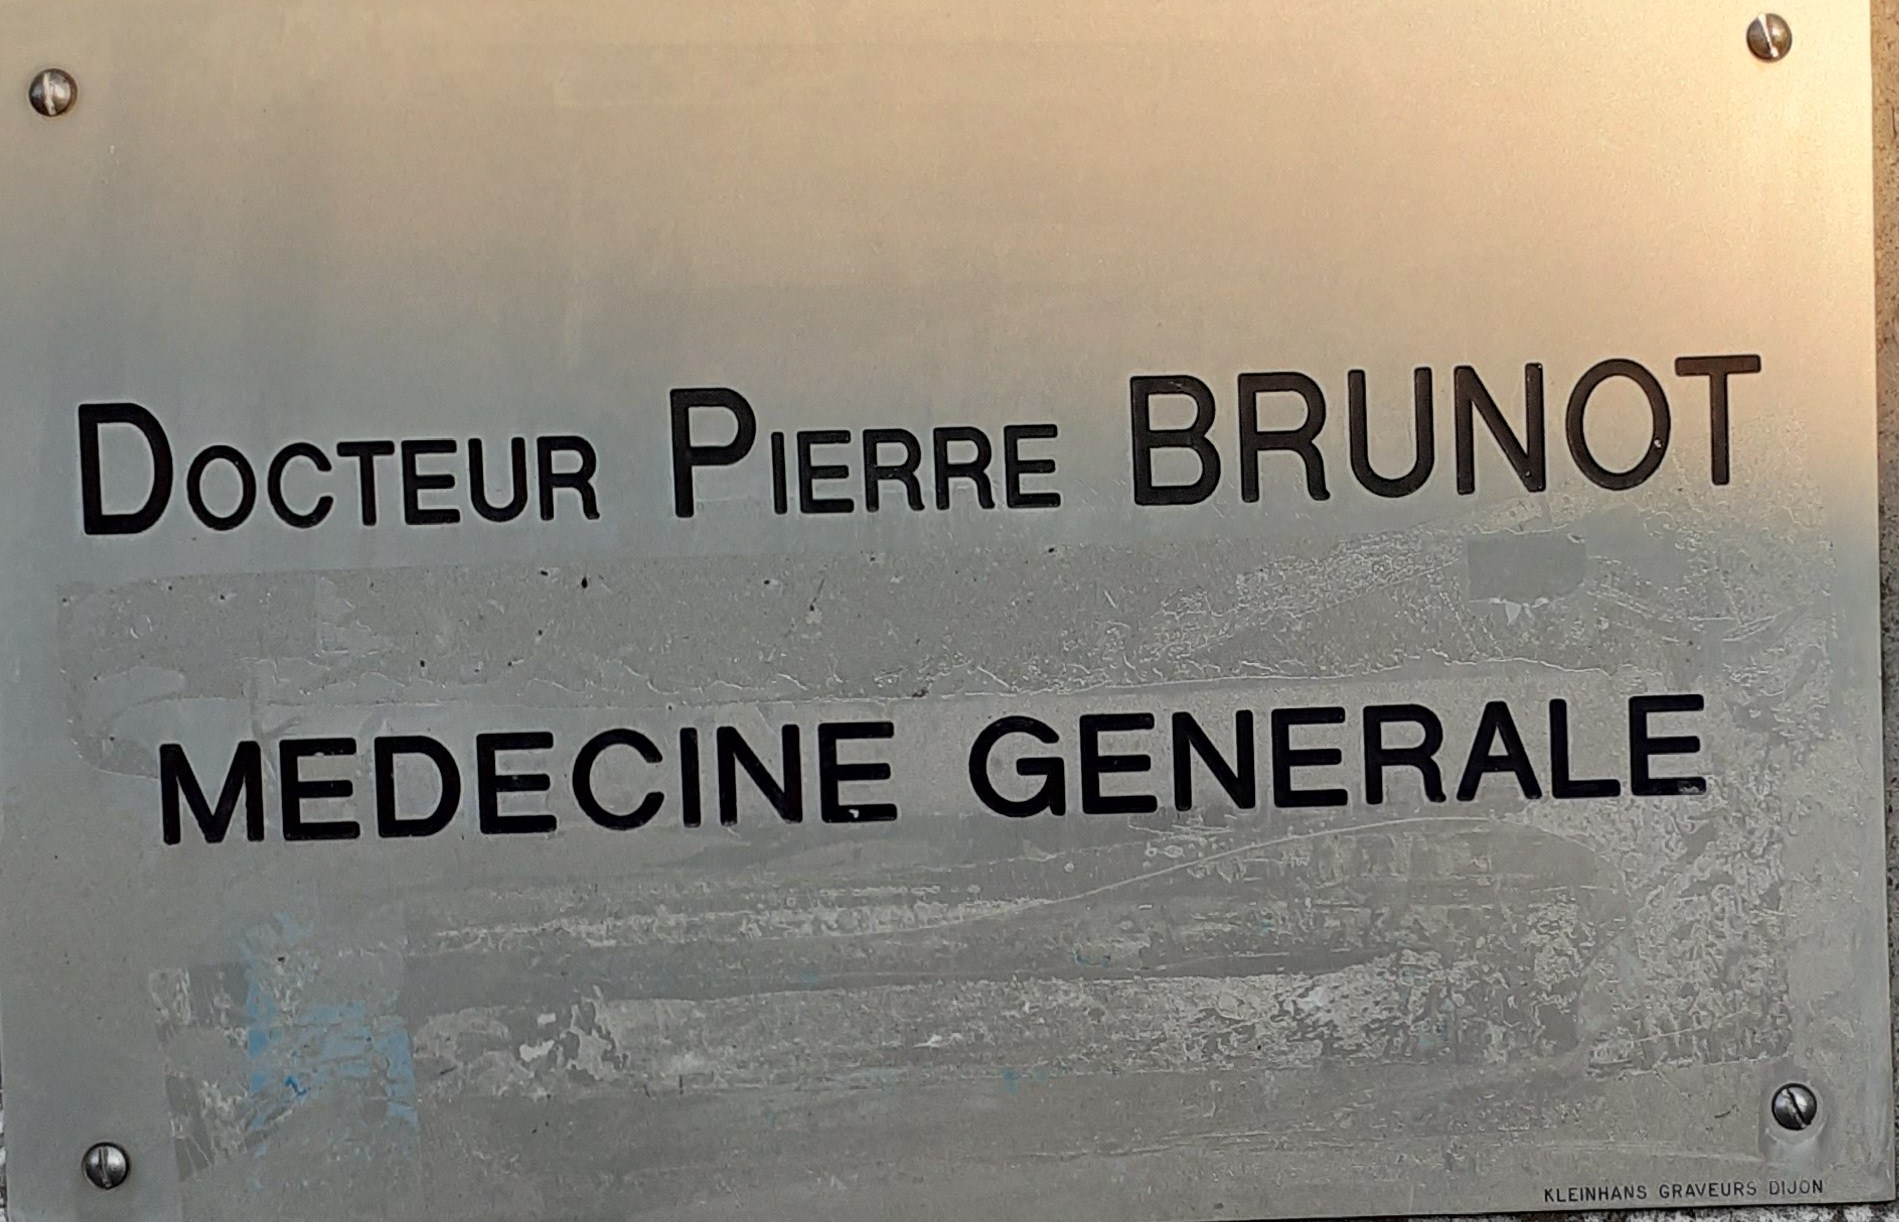 DOCTEUR PIERRE BRUNOT
MEDECINE GENERALE
KLEINHANS GRAVEURS DIJON